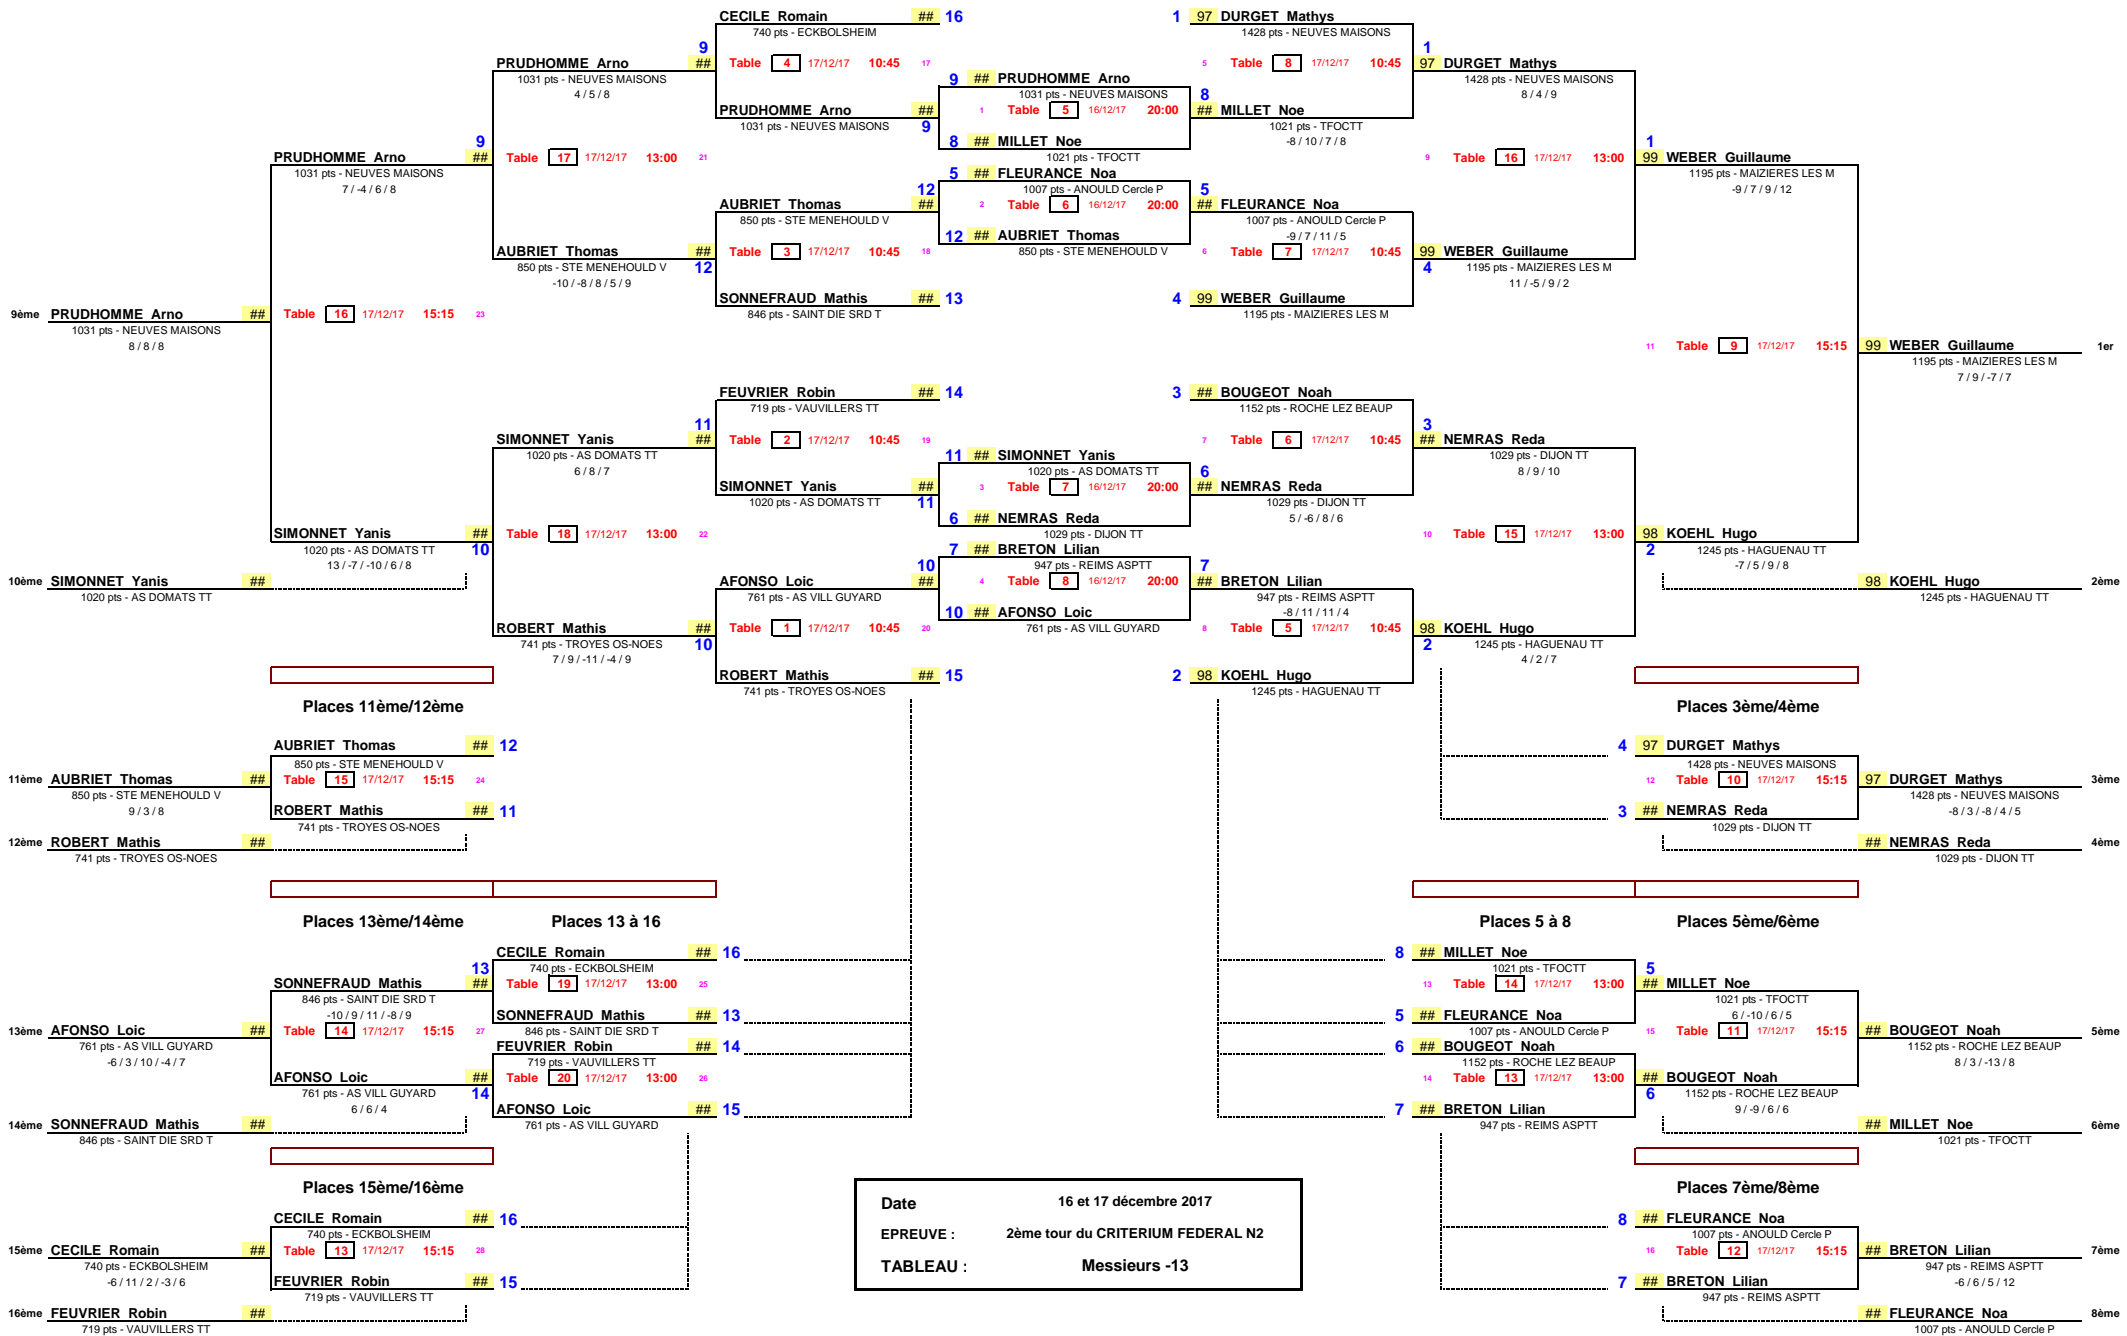 CECILE Romain ## 16
740 pts - ECKBOLSHEIM
1 97 DURGET Mathys
1428 pts - NEUVES MAISONS
9
PRUDHOMME Arno ##
1031 pts - NEUVES MAISONS
4 / 5 / 8
Table 4 17/12/17 10:45 17
5 Table 8 17/12/17 10:45
1
97 DURGET Mathys
1428 pts - NEUVES MAISONS
8 / 4 / 9
9 ## PRUDHOMME Arno
1031 pts - NEUVES MAISONS
PRUDHOMME Arno ##
1031 pts - NEUVES MAISONS
9
1 Table 5 16/12/17 20:00
8
## MILLET Noe
1021 pts - TFOCTT
-8 / 10 / 7 / 8
8 ## MILLET Noe
1021 pts - TFOCTT
9
PRUDHOMME Arno ##
1031 pts - NEUVES MAISONS
7 / -4 / 6 / 8
Table 17 17/12/17 13:00 21
9 Table 16 17/12/17 13:00
1
99 WEBER Guillaume
1195 pts - MAIZIERES LES M
-9 / 7 / 9 / 12
5 ## FLEURANCE Noa
1007 pts - ANOULD Cercle P
12
AUBRIET Thomas ##
850 pts - STE MENEHOULD V
2 Table 6 16/12/17 20:00
5
## FLEURANCE Noa
1007 pts - ANOULD Cercle P
-9 / 7 / 11 / 5
12 ## AUBRIET Thomas
850 pts - STE MENEHOULD V
AUBRIET Thomas ##
850 pts - STE MENEHOULD V
12
-10 / -8 / 8 / 5 / 9
Table 3 17/12/17 10:45 18
6 Table 7 17/12/17 10:45
99 WEBER Guillaume
4
1195 pts - MAIZIERES LES M
11 / -5 / 9 / 2
SONNEFRAUD Mathis ## 13
846 pts - SAINT DIE SRD T
4 99 WEBER Guillaume
1195 pts - MAIZIERES LES M
9ème PRUDHOMME Arno ##
1031 pts - NEUVES MAISONS
8 / 8 / 8
Table 16 17/12/17 15:15 23
11 Table 9 17/12/17 15:15
99 WEBER Guillaume 1er
1195 pts - MAIZIERES LES M
7 / 9 / -7 / 7
FEUVRIER Robin ## 14
719 pts - VAUVILLERS TT
3 ## BOUGEOT Noah
1152 pts - ROCHE LEZ BEAUP
11
SIMONNET Yanis ##
1020 pts - AS DOMATS TT
6 / 8 / 7
Table 2 17/12/17 10:45 19
7 Table 6 17/12/17 10:45
3
## NEMRAS Reda
1029 pts - DIJON TT
8 / 9 / 10
11 ## SIMONNET Yanis
1020 pts - AS DOMATS TT
SIMONNET Yanis ##
1020 pts - AS DOMATS TT
11
3 Table 7 16/12/17 20:00
6
## NEMRAS Reda
1029 pts - DIJON TT
5 / -6 / 8 / 6
6 ## NEMRAS Reda
1029 pts - DIJON TT
SIMONNET Yanis ##
1020 pts - AS DOMATS TT
10
13 / -7 / -10 / 6 / 8
Table 18 17/12/17 13:00 22
10 Table 15 17/12/17 13:00
98 KOEHL Hugo
2
1245 pts - HAGUENAU TT
-7 / 5 / 9 / 8
7 ## BRETON Lilian
947 pts - REIMS ASPTT
10ème SIMONNET Yanis ##
1020 pts - AS DOMATS TT
10
AFONSO Loic ##
761 pts - AS VILL GUYARD
4 Table 8 16/12/17 20:00
7
## BRETON Lilian
947 pts - REIMS ASPTT
-8 / 11 / 11 / 4
98 KOEHL Hugo 2ème
1245 pts - HAGUENAU TT
10 ## AFONSO Loic
761 pts - AS VILL GUYARD
ROBERT Mathis ##
741 pts - TROYES OS-NOES
10
7 / 9 / -11 / -4 / 9
Table 1 17/12/17 10:45 20
8 Table 5 17/12/17 10:45
98 KOEHL Hugo
2
1245 pts - HAGUENAU TT
4 / 2 / 7
ROBERT Mathis ## 15
741 pts - TROYES OS-NOES
2 98 KOEHL Hugo
1245 pts - HAGUENAU TT
Places 11ème/12ème
Places 3ème/4ème
AUBRIET Thomas ## 12
850 pts - STE MENEHOULD V
4 97 DURGET Mathys
1428 pts - NEUVES MAISONS
11ème AUBRIET Thomas ##
850 pts - STE MENEHOULD V
9 / 3 / 8
Table 15 17/12/17 15:15 24
12 Table 10 17/12/17 15:15
97 DURGET Mathys 3ème
1428 pts - NEUVES MAISONS
-8 / 3 / -8 / 4 / 5
ROBERT Mathis ## 11
741 pts - TROYES OS-NOES
3 ## NEMRAS Reda
1029 pts - DIJON TT
12ème ROBERT Mathis ##
741 pts - TROYES OS-NOES
## NEMRAS Reda 4ème
1029 pts - DIJON TT
Places 13ème/14ème
Places 13 à 16
Places 5 à 8
Places 5ème/6ème
CECILE Romain ## 16
740 pts - ECKBOLSHEIM
8 ## MILLET Noe
1021 pts - TFOCTT
13
SONNEFRAUD Mathis ##
846 pts - SAINT DIE SRD T
-10 / 9 / 11 / -8 / 9
Table 19 17/12/17 13:00 25
13 Table 14 17/12/17 13:00
5
## MILLET Noe
1021 pts - TFOCTT
6 / -10 / 6 / 5
SONNEFRAUD Mathis ## 13
846 pts - SAINT DIE SRD T
5 ## FLEURANCE Noa
1007 pts - ANOULD Cercle P
13ème AFONSO Loic ##
761 pts - AS VILL GUYARD
-6 / 3 / 10 / -4 / 7
Table 14 17/12/17 15:15 27
15 Table 11 17/12/17 15:15
## BOUGEOT Noah 5ème
1152 pts - ROCHE LEZ BEAUP
8 / 3 / -13 / 8
FEUVRIER Robin ## 14
719 pts - VAUVILLERS TT
6 ## BOUGEOT Noah
1152 pts - ROCHE LEZ BEAUP
AFONSO Loic ##
761 pts - AS VILL GUYARD
14
6 / 6 / 4
Table 20 17/12/17 13:00 26
14 Table 13 17/12/17 13:00
## BOUGEOT Noah
6
1152 pts - ROCHE LEZ BEAUP
9 / -9 / 6 / 6
AFONSO Loic ## 15
761 pts - AS VILL GUYARD
7 ## BRETON Lilian
947 pts - REIMS ASPTT
14ème SONNEFRAUD Mathis ##
846 pts - SAINT DIE SRD T
## MILLET Noe 6ème
1021 pts - TFOCTT
Places 15ème/16ème
Places 7ème/8ème
Date 16 et 17 décembre 2017
EPREUVE : 2ème tour du CRITERIUM FEDERAL N2
TABLEAU : Messieurs -13
CECILE Romain ## 16
740 pts - ECKBOLSHEIM
8 ## FLEURANCE Noa
1007 pts - ANOULD Cercle P
15ème CECILE Romain ##
740 pts - ECKBOLSHEIM
-6 / 11 / 2 / -3 / 6
Table 13 17/12/17 15:15 28
16 Table 12 17/12/17 15:15
## BRETON Lilian 7ème
947 pts - REIMS ASPTT
-6 / 6 / 5 / 12
FEUVRIER Robin ## 15
719 pts - VAUVILLERS TT
7 ## BRETON Lilian
947 pts - REIMS ASPTT
16ème FEUVRIER Robin ##
719 pts - VAUVILLERS TT
## FLEURANCE Noa 8ème
1007 pts - ANOULD Cercle P